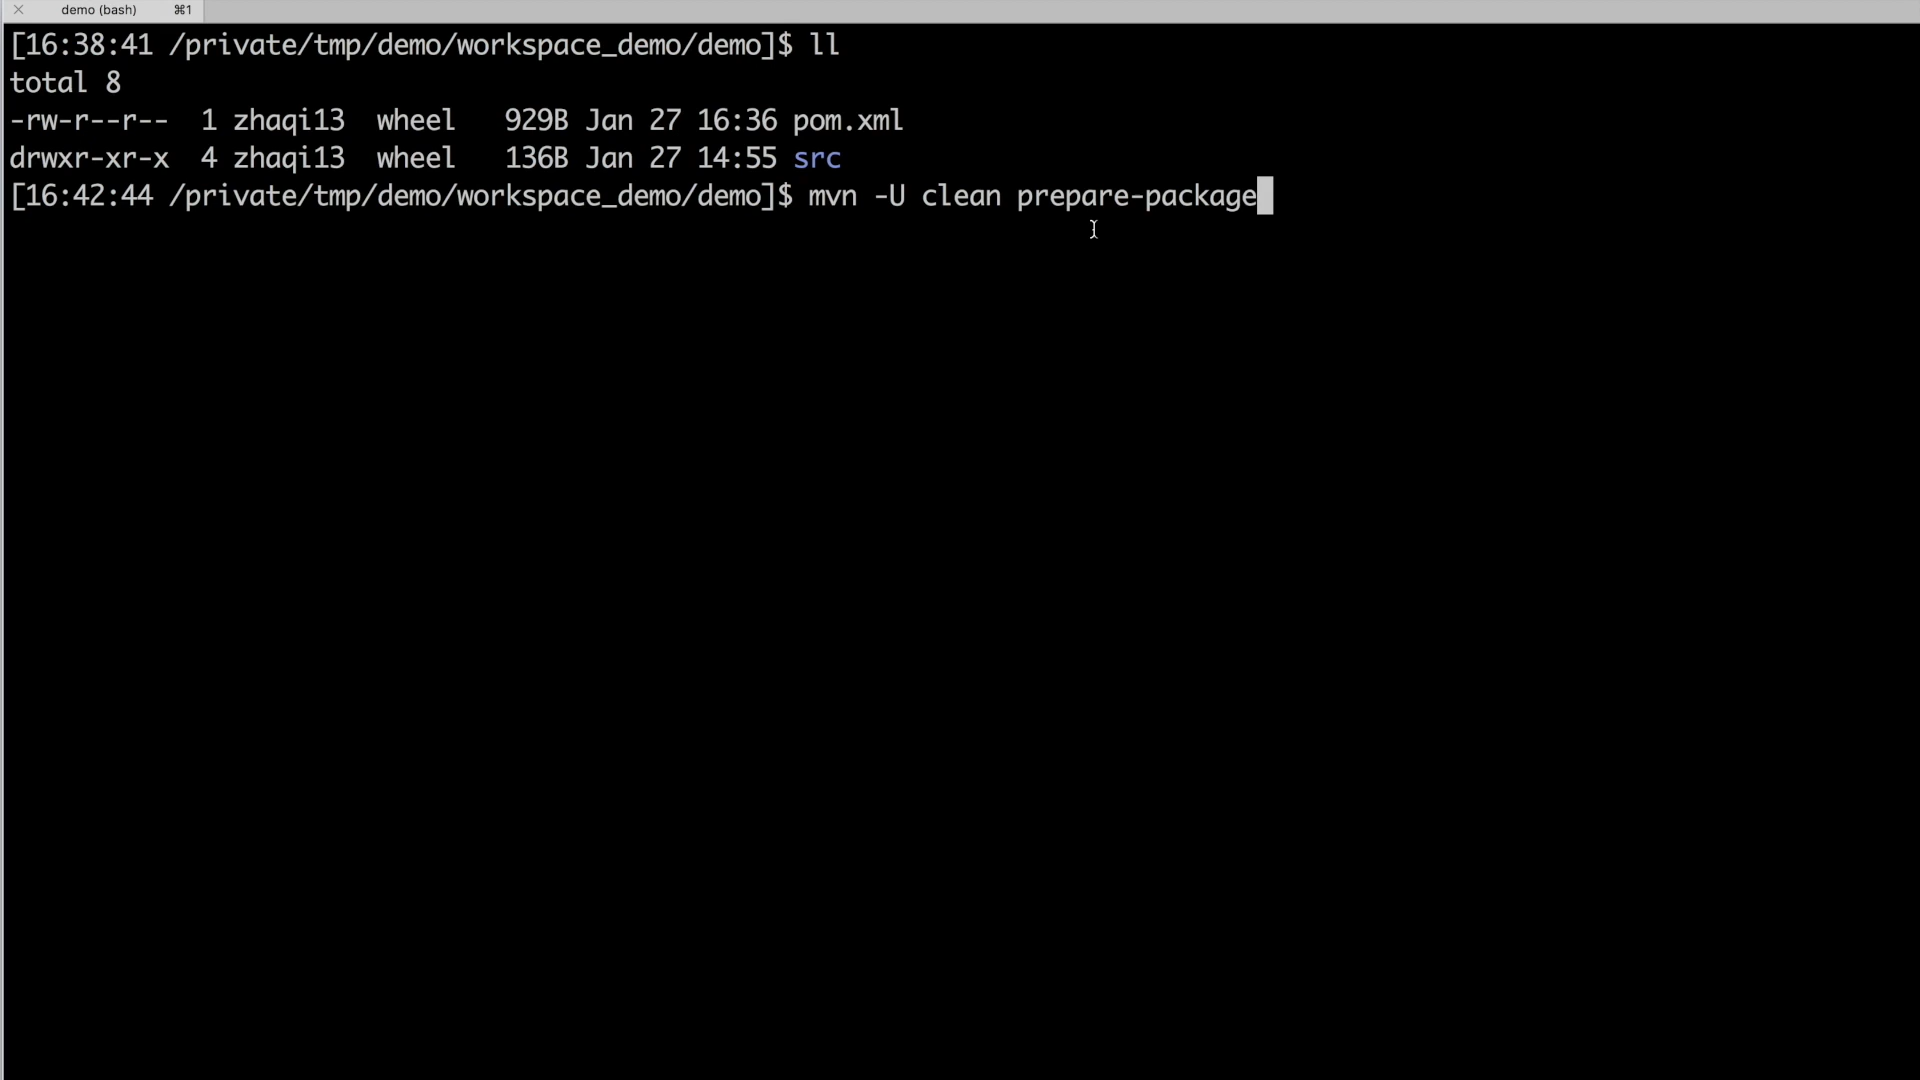 demo (bash) ⌘1
[16:38:41 /private/tmp/demo/workspace_demo/demo]$ ll
total 8
-rw-r--r--  1 zhaqi13  wheel   929B Jan 27 16:36 pom.xml
drwxr-xr-x  4 zhaqi13  wheel   136B Jan 27 14:55 src
[16:42:44 /private/tmp/demo/workspace_demo/demo]$ mvn -U clean prepare-package